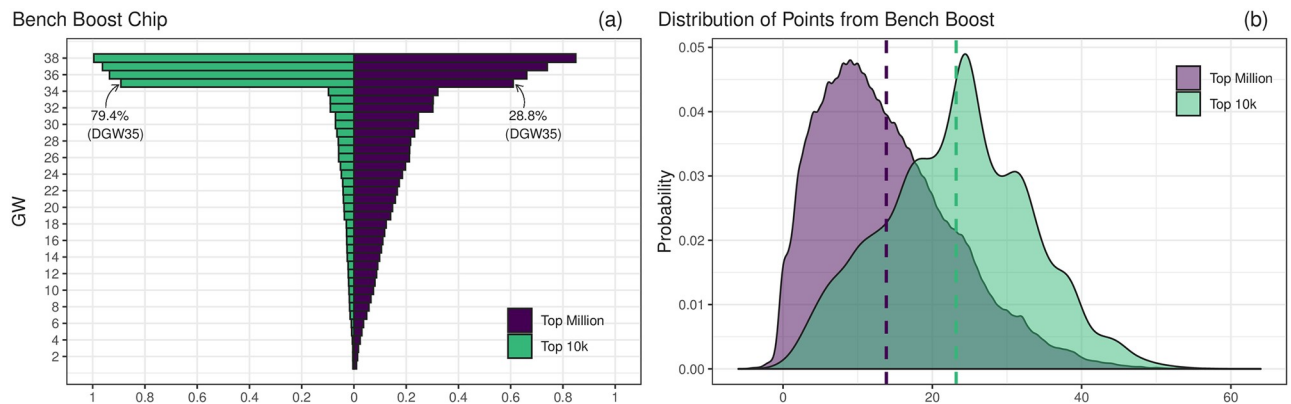 Bench Boost Chip
(a)
GW
38
36
34
32
30
28
26
24
22
20
18
16
14
12
10
8
6
4
2
79.4%
(DGW35)
28.8%
(DGW35)
Top Million
Top 10k
1 0.8 0.6 0.4 0.2 0 0.2 0.4 0.6 0.8 1
Distribution of Points from Bench Boost
(b)
Probability
0.05
0.04
0.03
0.02
0.01
0.00
Top Million
Top 10k
0 20 40 60